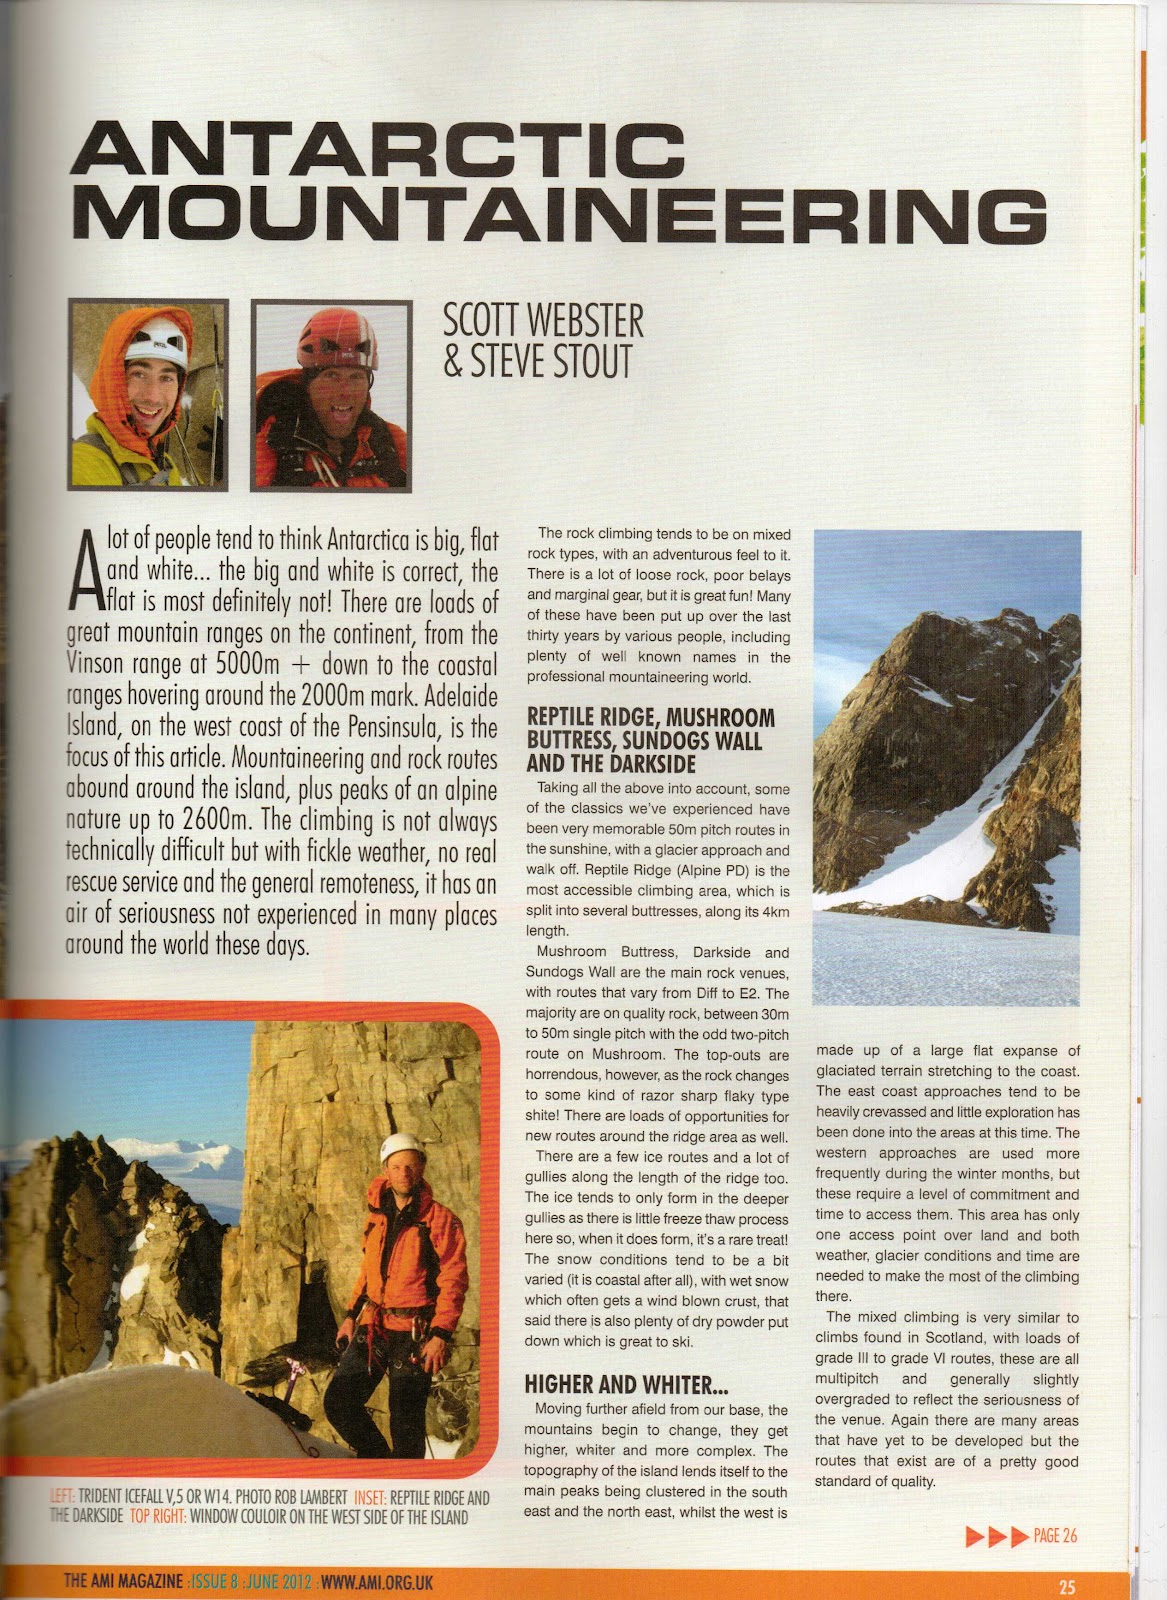 ANTARCTIC
MOUNTAINEERING
SCOTT WEBSTER
& STEVE STOUT
A lot of people tend to think Antarctica is big, flat
and white... the big and white is correct, the
flat is most definitely not! There are loads of
great mountain ranges on the continent, from the
Vinson range at 5000m + down to the coastal
ranges hovering around the 2000m mark. Adelaide
Island, on the west coast of the Pensinsula, is the
focus of this article. Mountaineering and rock routes
abound around the island, plus peaks of an alpine
nature up to 2600m. The climbing is not always
technically difficult but with fickle weather, no real
rescue service and the general remoteness, it has an
air of seriousness not experienced in many places
around the world these days.
LEFT: TRIDENT ICEFALL V,5 OR W14. PHOTO ROB LAMBERT INSET: REPTILE RIDGE AND
THE DARKSIDE TOP RIGHT: WINDOW COULOIR ON THE WEST SIDE OF THE ISLAND
The rock climbing tends to be on mixed
rock types, with an adventurous feel to it.
There is a lot of loose rock, poor belays
and marginal gear, but it is great fun! Many
of these have been put up over the last
thirty years by various people, including
plenty of well known names in the
professional mountaineering world.
REPTILE RIDGE, MUSHROOM
BUTTRESS, SUNDOGS WALL
AND THE DARKSIDE
Taking all the above into account, some
of the classics we've experienced have
been very memorable 50m pitch routes in
the sunshine, with a glacier approach and
walk off. Reptile Ridge (Alpine PD) is the
most accessible climbing area, which is
split into several buttresses, along its 4km
length.
Mushroom Buttress, Darkside and
Sundogs Wall are the main rock venues,
with routes that vary from Diff to E2. The
majority are on quality rock, between 30m
to 50m single pitch with the odd two-pitch
route on Mushroom. The top-outs are
horrendous, however, as the rock changes
to some kind of razor sharp flaky type
shite! There are loads of opportunities for
new routes around the ridge area as well.
There are a few ice routes and a lot of
gullies along the length of the ridge too.
The ice tends to only form in the deeper
gullies as there is little freeze thaw process
here so, when it does form, it's a rare treat!
The snow conditions tend to be a bit
varied (it is coastal after all), with wet snow
which often gets a wind blown crust, that
said there is also plenty of dry powder put
down which is great to ski.
HIGHER AND WHITER...
Moving further afield from our base, the
mountains begin to change, they get
higher, whiter and more complex. The
topography of the island lends itself to the
main peaks being clustered in the south
east and the north east, whilst the west is
made up of a large flat expanse of
glaciated terrain stretching to the coast.
The east coast approaches tend to be
heavily crevassed and little exploration has
been done into the areas at this time. The
western approaches are used more
frequently during the winter months, but
these require a level of commitment and
time to access them. This area has only
one access point over land and both
weather, glacier conditions and time are
needed to make the most of the climbing
there.
The mixed climbing is very similar to
climbs found in Scotland, with loads of
grade III to grade VI routes, these are all
multipitch and generally slightly
overgraded to reflect the seriousness of
the venue. Again there are many areas
that have yet to be developed but the
routes that exist are of a pretty good
standard of quality.
PAGE 26
THE AMI MAGAZINE :ISSUE 8 :JUNE 2012 : WWW.AMI.ORG.UK
25